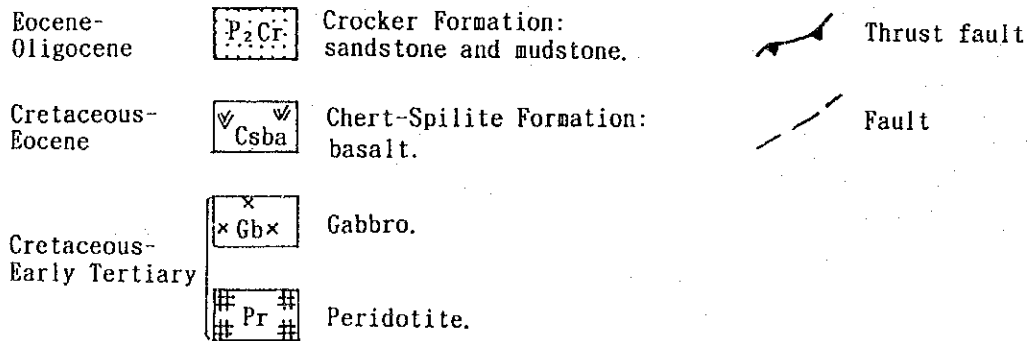 Eocene-
Oligocene
P₂Cr
Crocker Formation:
sandstone and mudstone.
Thrust fault
Cretaceous-
Eocene
Csba
Chert-Spilite Formation:
basalt.
Fault
Cretaceous-
Early Tertiary
Gb
Gabbro.
Pr
Peridotite.